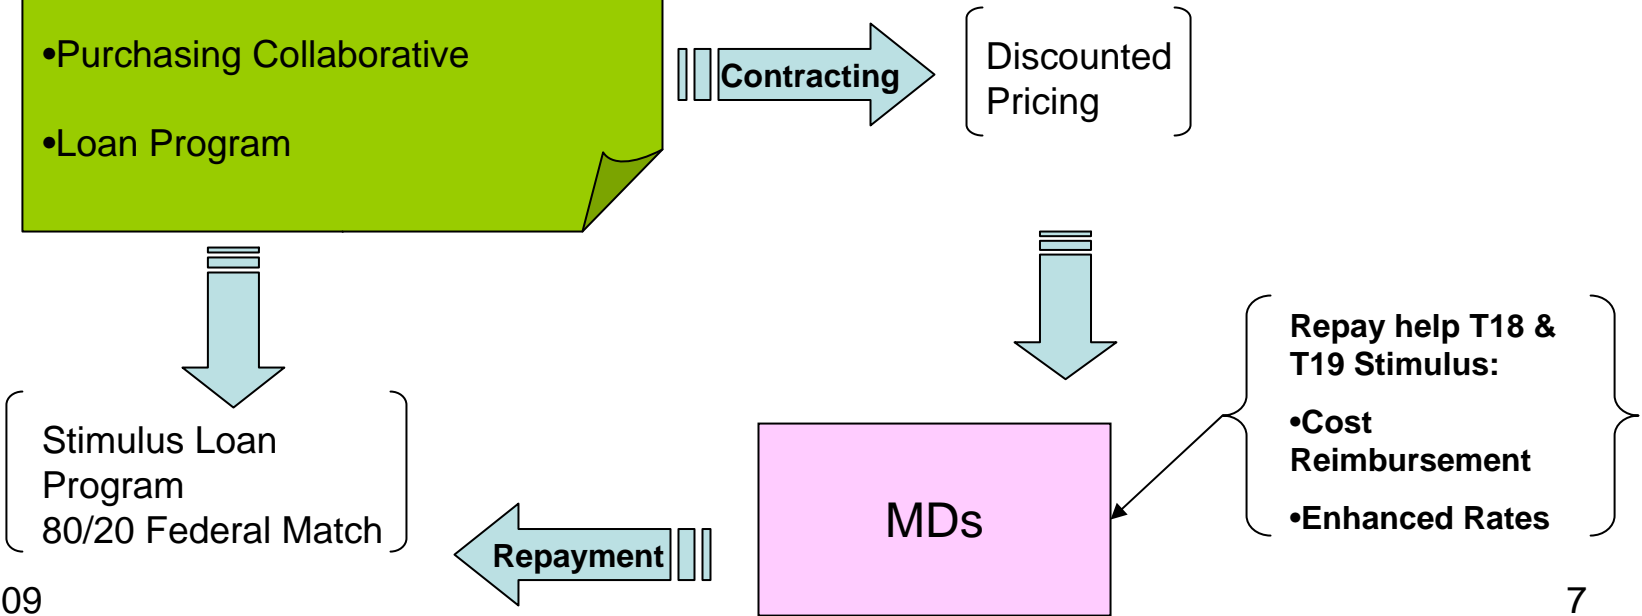 •Purchasing Collaborative
•Loan Program
Contracting
Discounted
Pricing
Repay help T18 &
T19 Stimulus:
•Cost
Reimbursement
•Enhanced Rates
Stimulus Loan
Program
80/20 Federal Match
Repayment
MDs
09
7